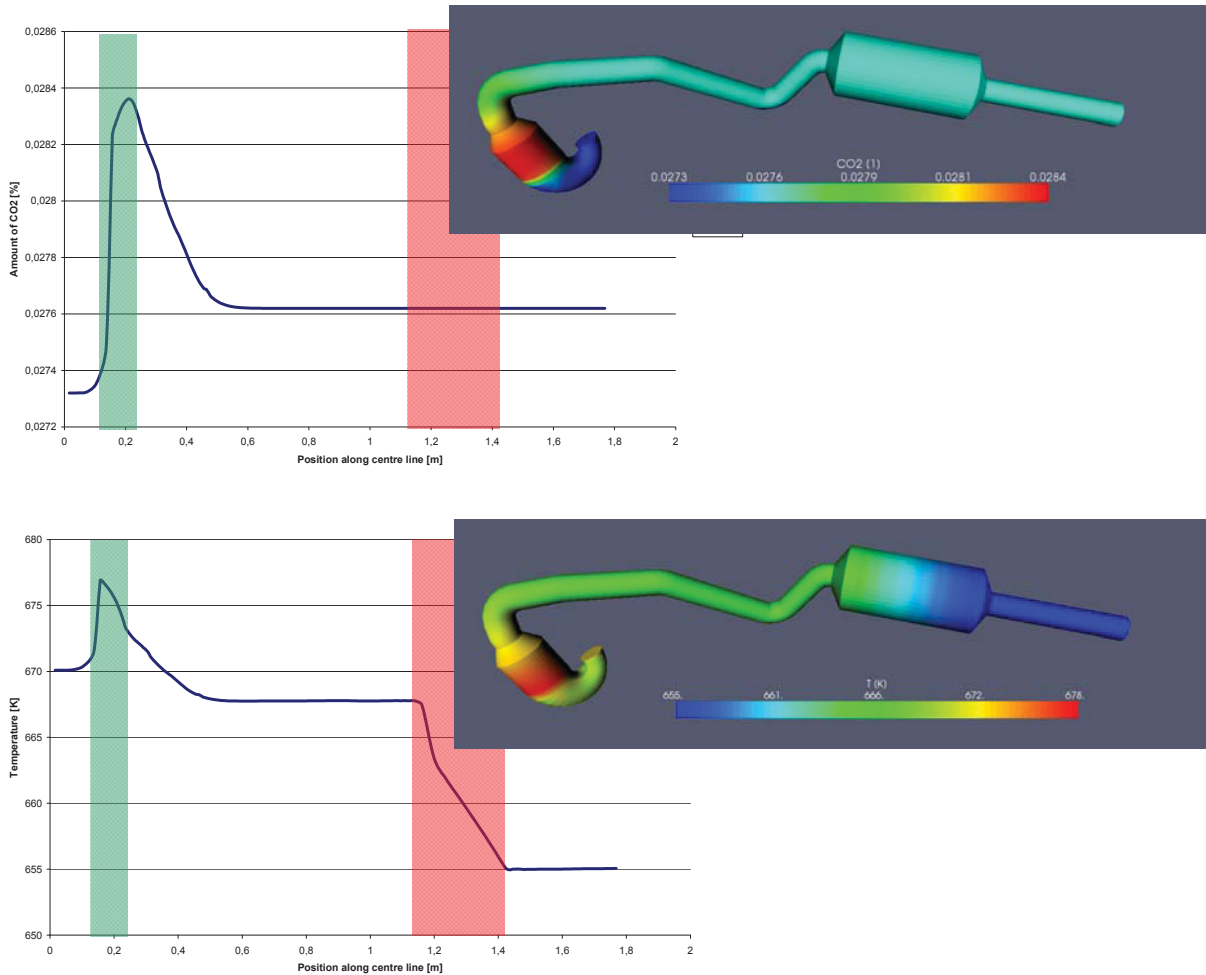 0,0286
0,0284
0,0282
0,028
0,0278
0,0276
0,0274
0,0272
Amount of CO2 [%]
0 0,2 0,4 0,6 0,8 1 1,2 1,4 1,6 1,8 2
Position along centre line [m]
CO2 (1)
0.0273 0.0276 0.0279 0.0281 0.0284
680
675
670
665
660
655
650
Temperature [K]
0 0,2 0,4 0,6 0,8 1 1,2 1,4 1,6 1,8 2
Position along centre line [m]
T (K)
655. 661. 666. 672. 678.